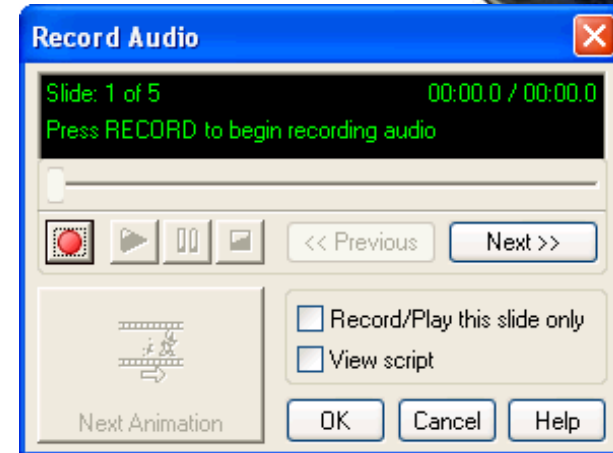 Record Audio
Slide: 1 of 5 00:00.0 / 00:00.0
Press RECORD to begin recording audio
<< Previous Next >>
Record/Play this slide only
View script
Next Animation
OK Cancel Help